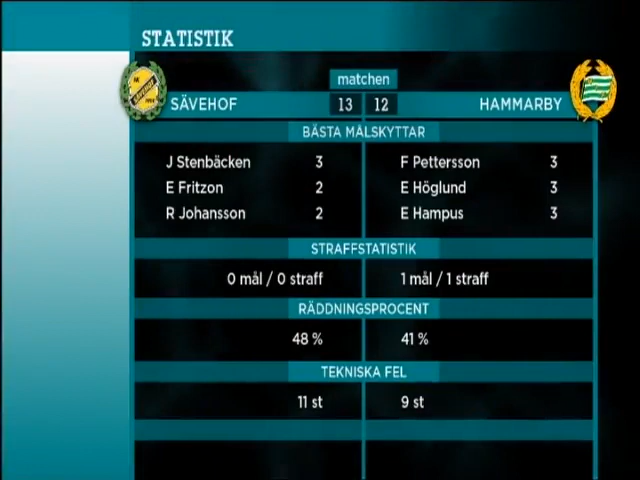 STATISTIK
matchen
SÄVEHOF 13 12 HAMMARBY
BÄSTA MÅLSKYTTAR
J Stenbäcken 3 F Pettersson 3
E Fritzon 2 E Höglund 3
R Johansson 2 E Hampus 3
STRAFFSTATISTIK
0 mål / 0 straff 1 mål / 1 straff
RÄDDNINGSPROCENT
48 % 41 %
TEKNISKA FEL
11 st 9 st